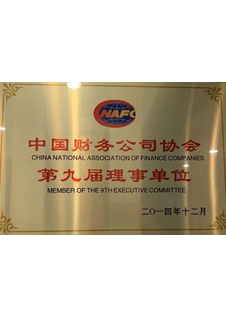 NAFC
中国财务公司协会
CHINA NATIONAL ASSOCIATION OF FINANCE COMPANIES
第九届理事单位
MEMBER OF THE 9TH EXECUTIVE COMMITTEE
二〇一四年十二月